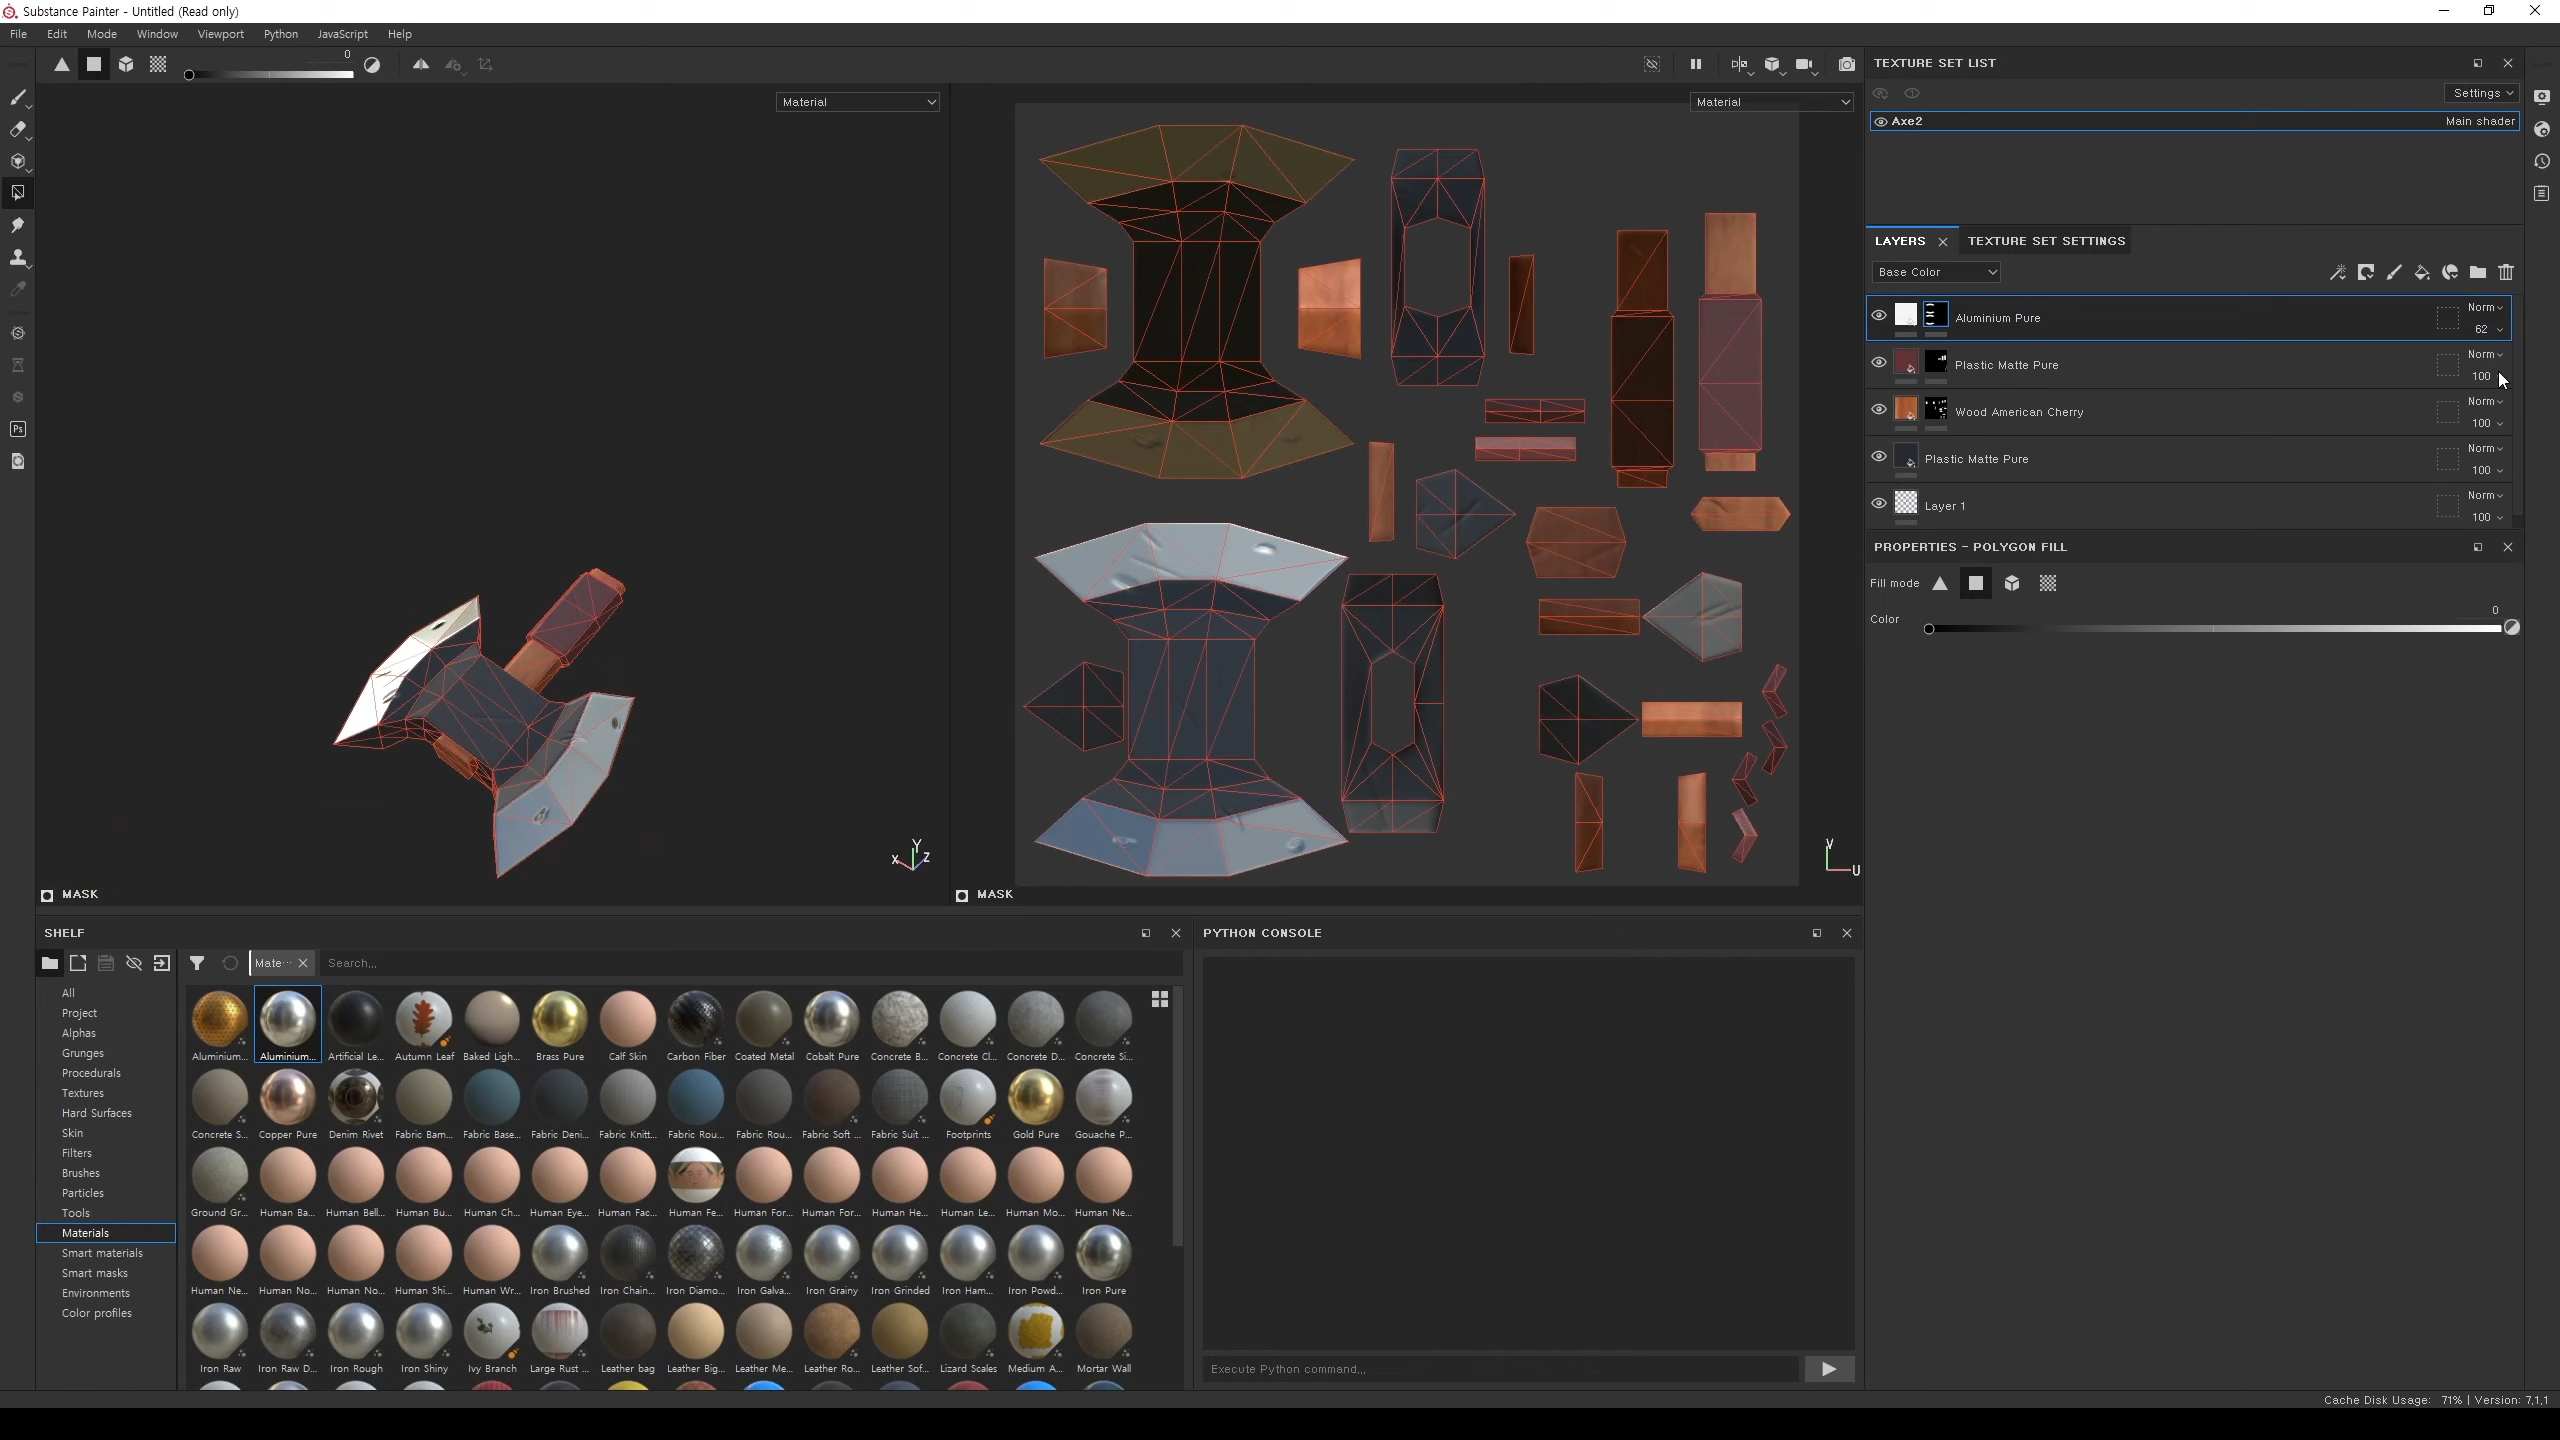 Substance Painter - Untitled (Read only)
File Edit Mode Window Viewport Python JavaScript Help
0
Material
Material
X
Y
Z
V
U
MASK
MASK
TEXTURE SET LIST
Settings
Axe2
Main shader
LAYERS
TEXTURE SET SETTINGS
Base Color
Aluminium Pure
Norm
62
Plastic Matte Pure
Norm
100
Wood American Cherry
Norm
100
Plastic Matte Pure
Norm
100
Layer 1
Norm
100
PROPERTIES - POLYGON FILL
Fill mode
0
Color
Ps
SHELF
Mate...
Search...
All
Project
Alphas
Grunges
Procedurals
Textures
Hard Surfaces
Skin
Filters
Brushes
Particles
Tools
Materials
Smart materials
Smart masks
Environments
Color profiles
Aluminium... Aluminium... Artificial Le... Autumn Leaf Baked Ligh... Brass Pure Calf Skin Carbon Fiber Coated Metal Cobalt Pure Concrete B... Concrete Cl... Concrete D... Concrete Si...
Concrete S... Copper Pure Denim Rivet Fabric Bam... Fabric Base... Fabric Deni... Fabric Knitt... Fabric Rou... Fabric Rou... Fabric Soft ... Fabric Suit ... Footprints Gold Pure Gouache P...
Ground Gr... Human Ba... Human Bell... Human Bu... Human Ch... Human Eye... Human Fac... Human Fe... Human For... Human For... Human He... Human Le... Human Mo... Human Ne...
Human Ne... Human No... Human No... Human Shi... Human Wr... Iron Brushed Iron Chain... Iron Diamo... Iron Galva... Iron Grainy Iron Grinded Iron Ham... Iron Powd... Iron Pure
Iron Raw Iron Raw D... Iron Rough Iron Shiny Ivy Branch Large Rust ... Leather bag Leather Big... Leather Me... Leather Ro... Leather Sof... Lizard Scales Medium A... Mortar Wall
PYTHON CONSOLE
Execute Python command...
Cache Disk Usage: 71% | Version: 7.1.1